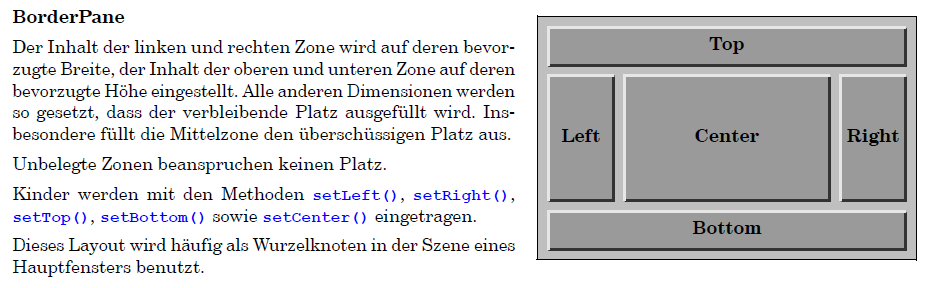 BorderPane
Der Inhalt der linken und rechten Zone wird auf deren bevor-
zugte Breite, der Inhalt der oberen und unteren Zone auf deren
bevorzugte Höhe eingestellt. Alle anderen Dimensionen werden
so gesetzt, dass der verbleibende Platz ausgefüllt wird. Ins-
besondere füllt die Mittelzone den überschüssigen Platz aus.
Unbelegte Zonen beanspruchen keinen Platz.
Kinder werden mit den Methoden setLeft(), setRight(),
setTop(), setBottom() sowie setCenter() eingetragen.
Dieses Layout wird häufig als Wurzelknoten in der Szene eines
Hauptfensters benutzt.
Top
Left
Center
Right
Bottom